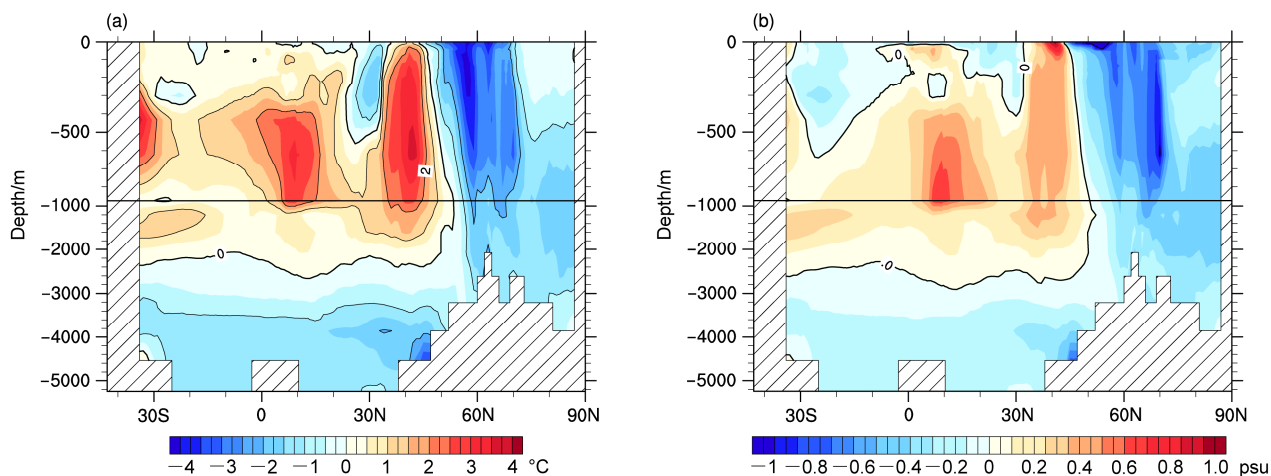 (a)
(b)
Depth/m
0
−500
−1000
−2000
−3000
−4000
−5000
2
0
30S 0 30N 60N 90N
−4 −3 −2 −1 0 1 2 3 4 °C
Depth/m
0
−500
−1000
−2000
−3000
−4000
−5000
0
0
0
30S 0 30N 60N 90N
−1 −0.8 −0.6 −0.4 −0.2 0 0.2 0.4 0.6 0.8 1.0 psu